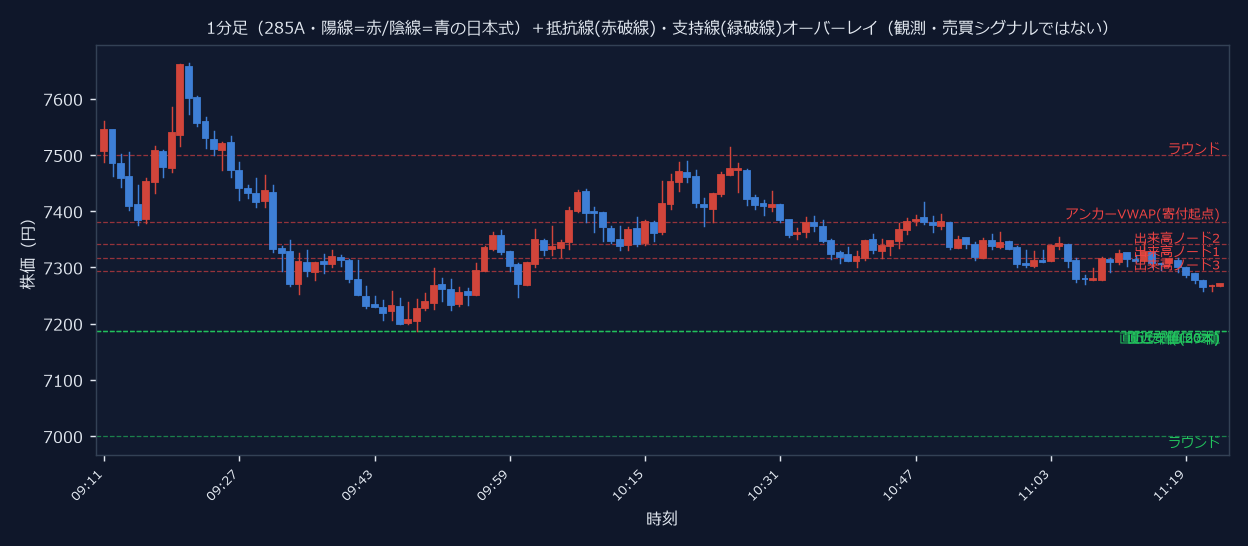 1分足（285A・陽線=赤/陰線=青の日本式）＋抵抗線(赤破線)・支持線(緑破線)オーバーレイ（観測・売買シグナルではない）
株価（円）
7600
7500
7400
7300
7200
7100
7000
ラウンド
アンカーVWAP(寄付起点)
出来高ノード2
出来高ノード1
出来高ノード3
ラウンド
09:11
09:27
09:43
09:59
10:15
10:31
10:47
11:03
11:19
時刻